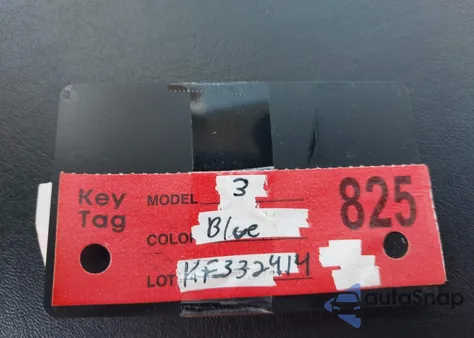 Key Tag
MODEL 3
COLOR Blue
LOT KF332414
825
autosnap